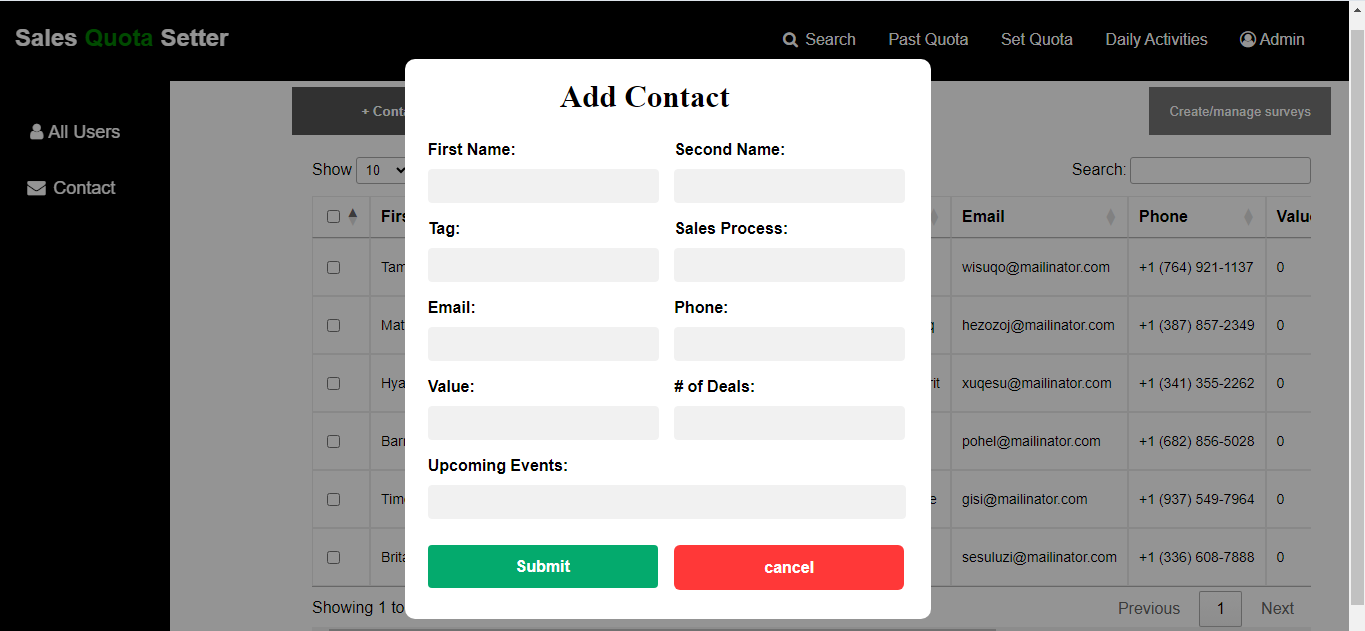 Sales Quota Setter
Search Past Quota Set Quota Daily Activities Admin
All Users
Contact
+ Conta
Create/manage surveys
Show 10
Search:
Firs
Email Phone Valu
Tam
wisuqo@mailinator.com +1 (764) 921-1137 0
Mat
hezozoj@mailinator.com +1 (387) 857-2349 0
Hya
rit xuqesu@mailinator.com +1 (341) 355-2262 0
Barr
pohel@mailinator.com +1 (682) 856-5028 0
Timo
e gisi@mailinator.com +1 (937) 549-7964 0
Brita
sesuluzi@mailinator.com +1 (336) 608-7888 0
Showing 1 to
Previous 1 Next
Add Contact
First Name: Second Name:
Tag: Sales Process:
Email: Phone:
Value: # of Deals:
Upcoming Events:
Submit cancel